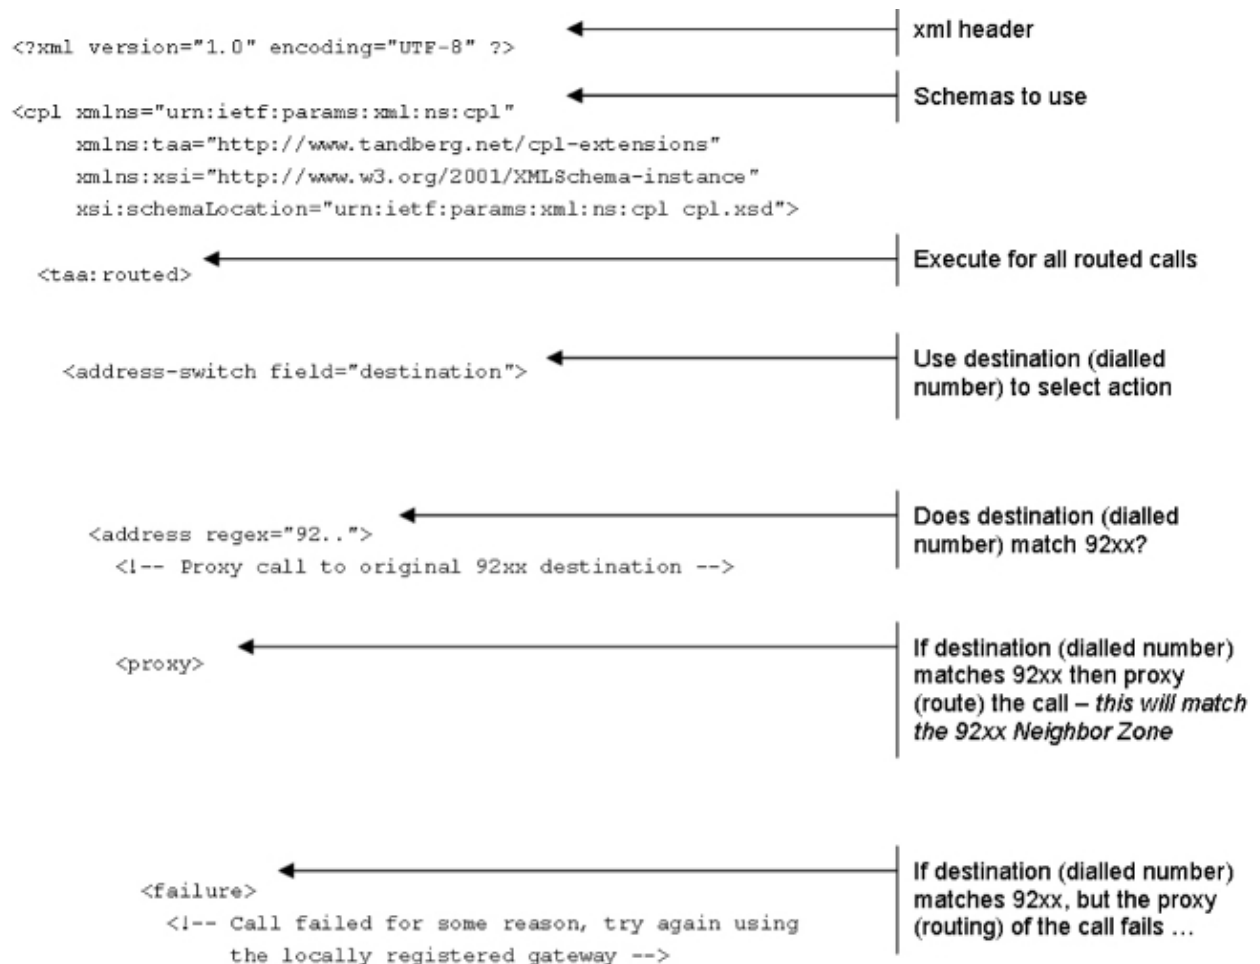 <?xml version="1.0" encoding="UTF-8" ?>
xml header
<cpl xmlns="urn:ietf:params:xml:ns:cpl"
Schemas to use
xmlns:taa="http://www.tandberg.net/cpl-extensions"
xmlns:xsi="http://www.w3.org/2001/XMLSchema-instance"
xsi:schemaLocation="urn:ietf:params:xml:ns:cpl cpl.xsd">
<taa:routed>
Execute for all routed calls
<address-switch field="destination">
Use destination (dialled
number) to select action
<address regex="92..">
<!-- Proxy call to original 92xx destination -->
Does destination (dialled
number) match 92xx?
<proxy>
If destination (dialled number)
matches 92xx then proxy
(route) the call – this will match
the 92xx Neighbor Zone
<failure>
<!-- Call failed for some reason, try again using
the locally registered gateway -->
If destination (dialled number)
matches 92xx, but the proxy
(routing) of the call fails ...